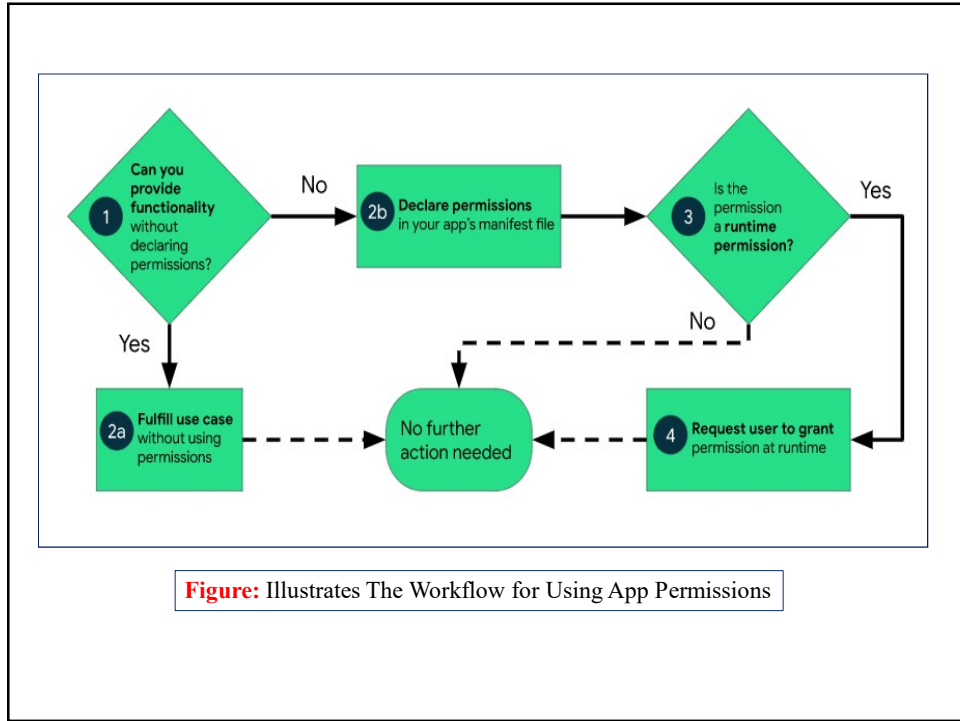 Can you
provide
functionality
without
declaring
permissions?
1
No
2b
Declare permissions
in your app's manifest file
3
Is the
permission
a runtime
permission?
Yes
No
Yes
2a
Fulfill use case
without using
permissions
No further
action needed
4
Request user to grant
permission at runtime
Figure: Illustrates The Workflow for Using App Permissions